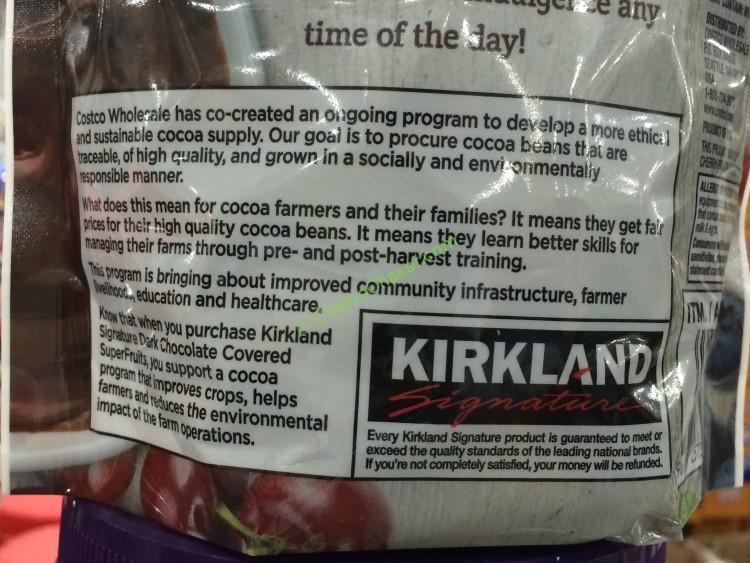 any
time of the day!
Costco Wholesale has co-created an ongoing program to develop a more ethical
and sustainable cocoa supply. Our goal is to procure cocoa beans that are
traceable, of high quality, and grown in a socially and environmentally
responsible manner.
What does this mean for cocoa farmers and their families? It means they get fair
prices for their high quality cocoa beans. It means they learn better skills for
managing their farms through pre- and post-harvest training.
This program is bringing about improved community infrastructure, farmer
livelihoods, education and healthcare.
Know that when you purchase Kirkland
Signature Dark Chocolate Covered
SuperFruits, you support a cocoa
program that improves crops, helps
farmers and reduces the environmental
impact of the farm operations.
KIRKLAND
Signature
Every Kirkland Signature product is guaranteed to meet or
exceed the quality standards of the leading national brands.
If you're not completely satisfied, your money will be refunded.
DISTRIBUTED BY:
USA
milk & eggs.